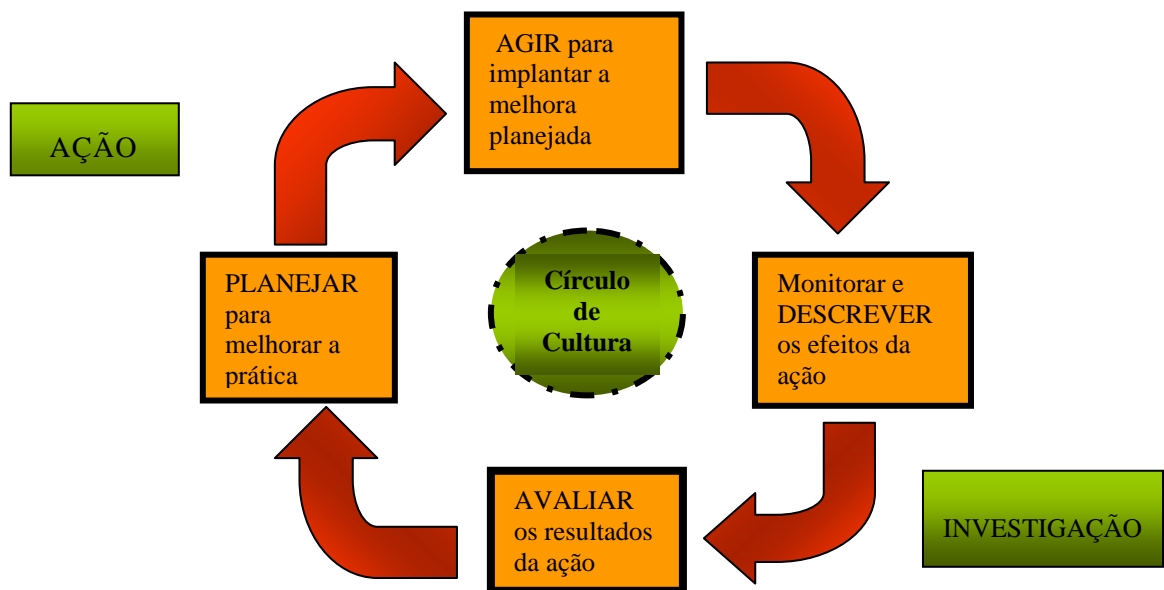 AGIR para
implantar a
melhora
planejada
AÇÃO
PLANEJAR
para
melhorar a
prática
Círculo
de
Cultura
Monitorar e
DESCREVER
os efeitos da
ação
AVALIAR
os resultados
da ação
INVESTIGAÇÃO